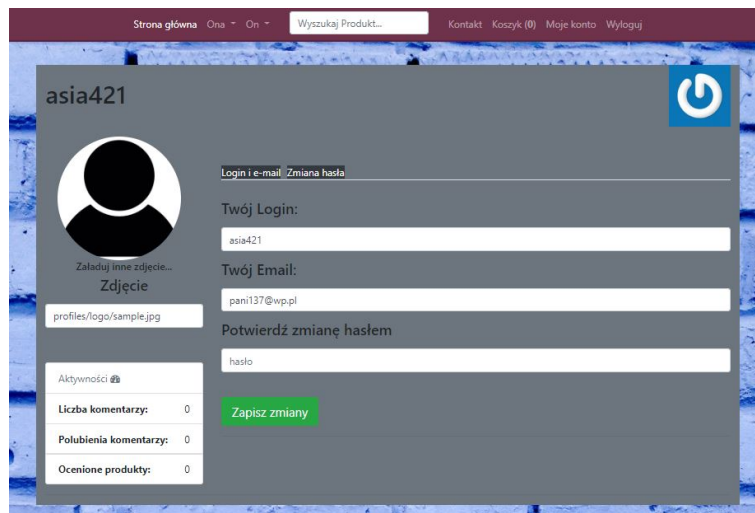 Strona główna Ona On Wyszukaj Produkt... Kontakt Koszyk (0) Moje konto Wyloguj
asia421
Login i e-mail Zmiana hasła
Twój Login:
asia421
Załaduj inne zdjęcie...
Twój Email:
Zdjęcie
pani137@wp.pl
profiles/logo/sample.jpg
Potwierdź zmianę hasłem
hasło
Aktywności
Liczba komentarzy: 0
Zapisz zmiany
Polubienia komentarzy: 0
Ocenione produkty: 0